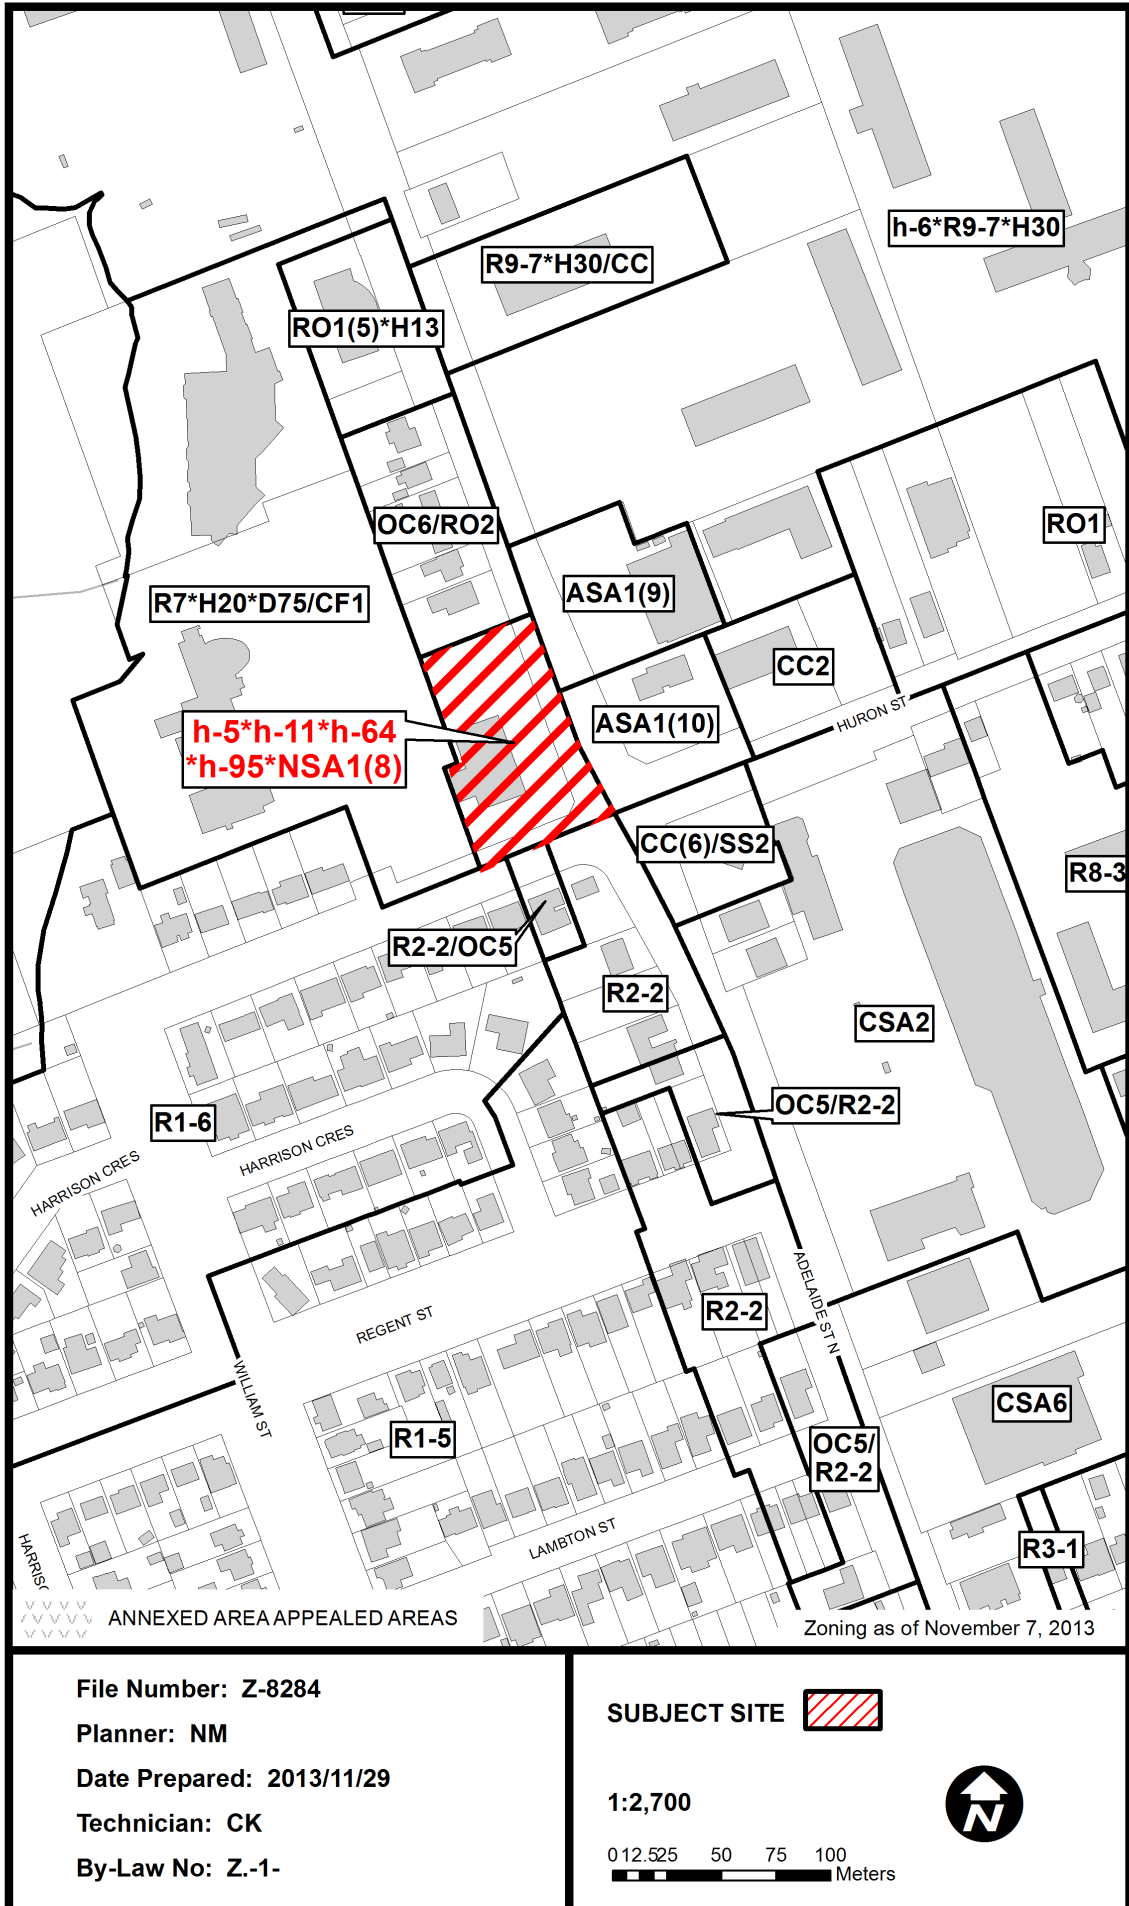 h-6*R9-7*H30
R9-7*H30/CC
RO1(5)*H13
OC6/RO2
RO1
ASA1(9)
R7*H20*D75/CF1
CC2
ASA1(10)
HURON ST
h-5*h-11*h-64
*h-95*NSA1(8)
CC(6)/SS2
R8-3
R2-2/OC5
R2-2
CSA2
OC5/R2-2
R1-6
HARRISON CRES
HARRISON CRES
ADELAIDE ST N
R2-2
REGENT ST
WILLIAM ST
CSA6
R1-5
OC5/
R2-2
LAMBTON ST
R3-1
HARRISC
ANNEXED AREA APPEALED AREAS
Zoning as of November 7, 2013
File Number: Z-8284
Planner: NM
Date Prepared: 2013/11/29
Technician: CK
By-Law No: Z.-1-
SUBJECT SITE
1:2,700
N
0 12.525 50 75 100
Meters